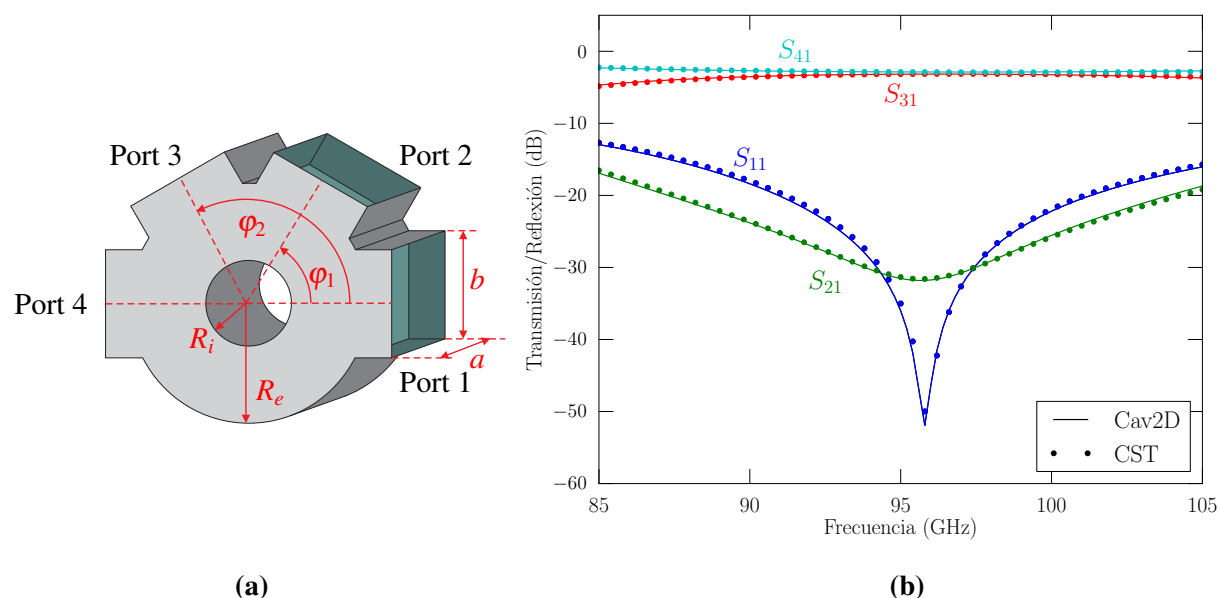 Port 3
Port 2
φ2
φ1
b
Port 4
Ri
a
Port 1
Re
(a)
Transmisión/Reflexión (dB)
0
−10
−20
−30
−40
−50
−60
S41
S31
S11
S21
Cav2D
CST
85
90
95
100
105
Frecuencia (GHz)
(b)